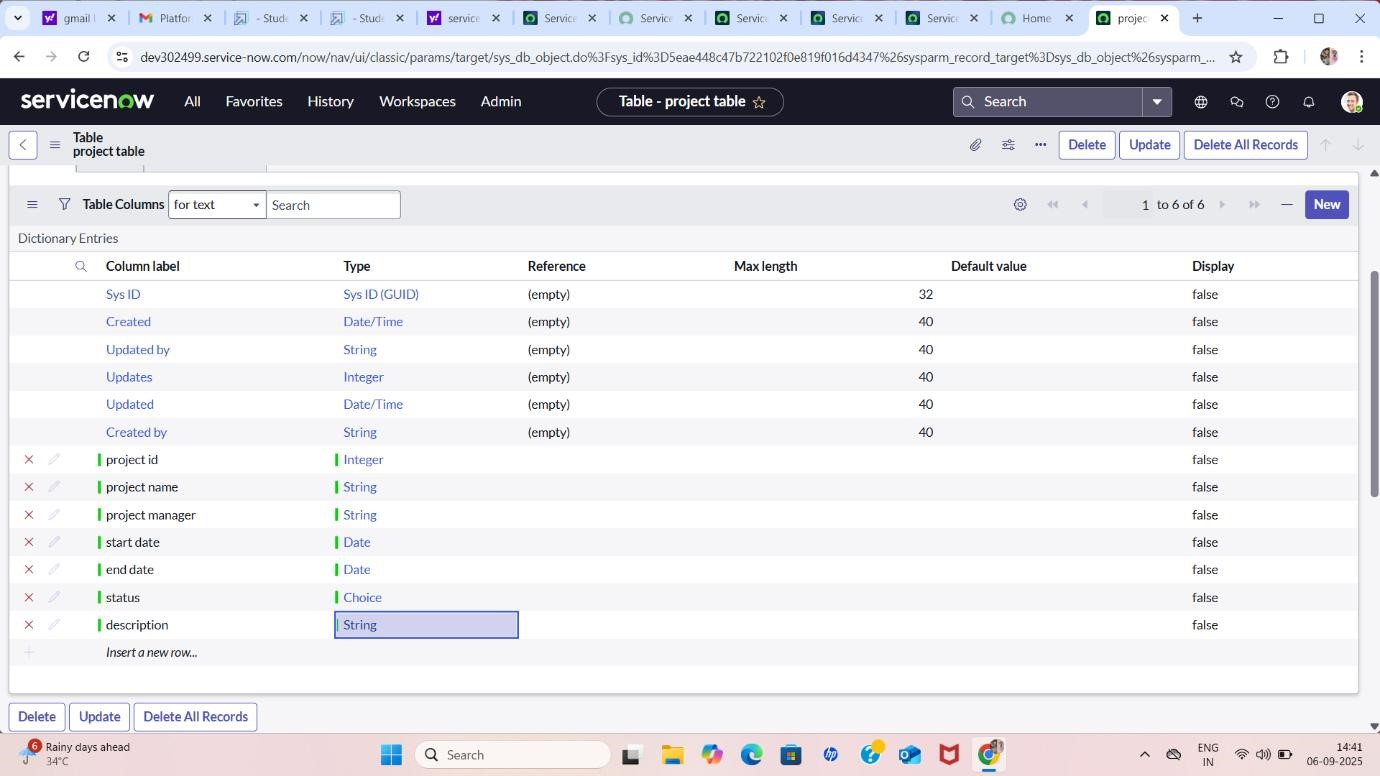 gmail
Platfor
- Stude
- Stude
service
Service
Service
Service
Service
Service
Home
projec
dev302499.service-now.com/now/nav/ui/classic/params/target/sys_db_object.do%3Fsys_id%3D5eae448c47b722102f0e819f016d4347%26sysparm_record_target%3Dsys_db_object%26sysparm_...
servicenow All Favorites History Workspaces Admin Table - project table Search
Table
project table
Delete Update Delete All Records
Table Columns for text Search 1 to 6 of 6 New
Dictionary Entries
Column label Type Reference Max length Default value Display
Sys ID Sys ID (GUID) (empty) 32 false
Created Date/Time (empty) 40 false
Updated by String (empty) 40 false
Updates Integer (empty) 40 false
Updated Date/Time (empty) 40 false
Created by String (empty) 40 false
project id Integer false
project name String false
project manager String false
start date Date false
end date Date false
status Choice false
description String false
Insert a new row...
Delete Update Delete All Records
6 Rainy days ahead
34°C
Search
ENG
IN
14:41
06-09-2025